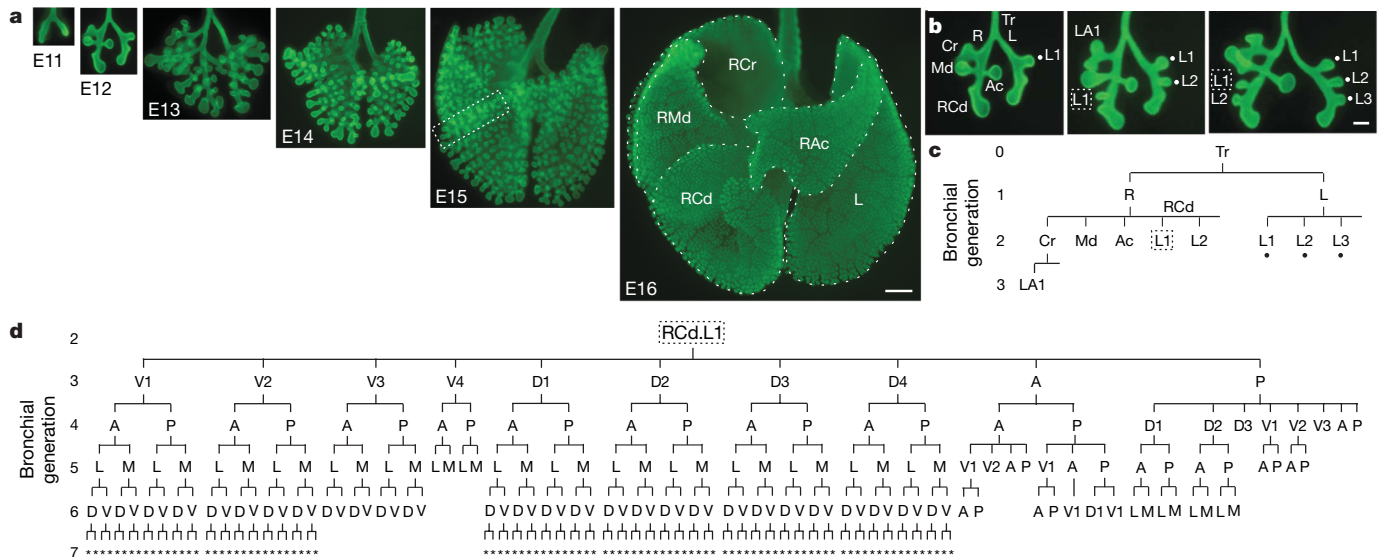 a
E11
E12
E13
E14
E15
RCr
RMd
RAc
RCd
L
E16
b
Tr
R L
Cr
Md
Ac
RCd
L1
LA1
L1
L2
L1
L1
L2
L3
L1
L2
c
Bronchial generation
0 Tr
1 R L
RCd
2 Cr Md Ac L1 L2 L1 L2 L3
3 LA1
d
Bronchial generation
2 RCd.L1
3 V1 V2 V3 V4 D1 D2 D3 D4 A P
4 A P A P A P A P A P A P A P A P A P D1 D2 D3 V1 V2 V3 A P
5 L M L M L M L M L M L M L M L M L M L M L M L M L M L M L M L M V1 V2 A P V1 A P A P A P A P A P
6 D V D V D V D V D V D V D V D V D V D V D V D V D V D V D V D V D V D V D V D V D V D V D V D V D V D V D V D V A P A P V1 D1 V1 L M L M L M L M
7 **************** **************** **************** **************** **************** ****************